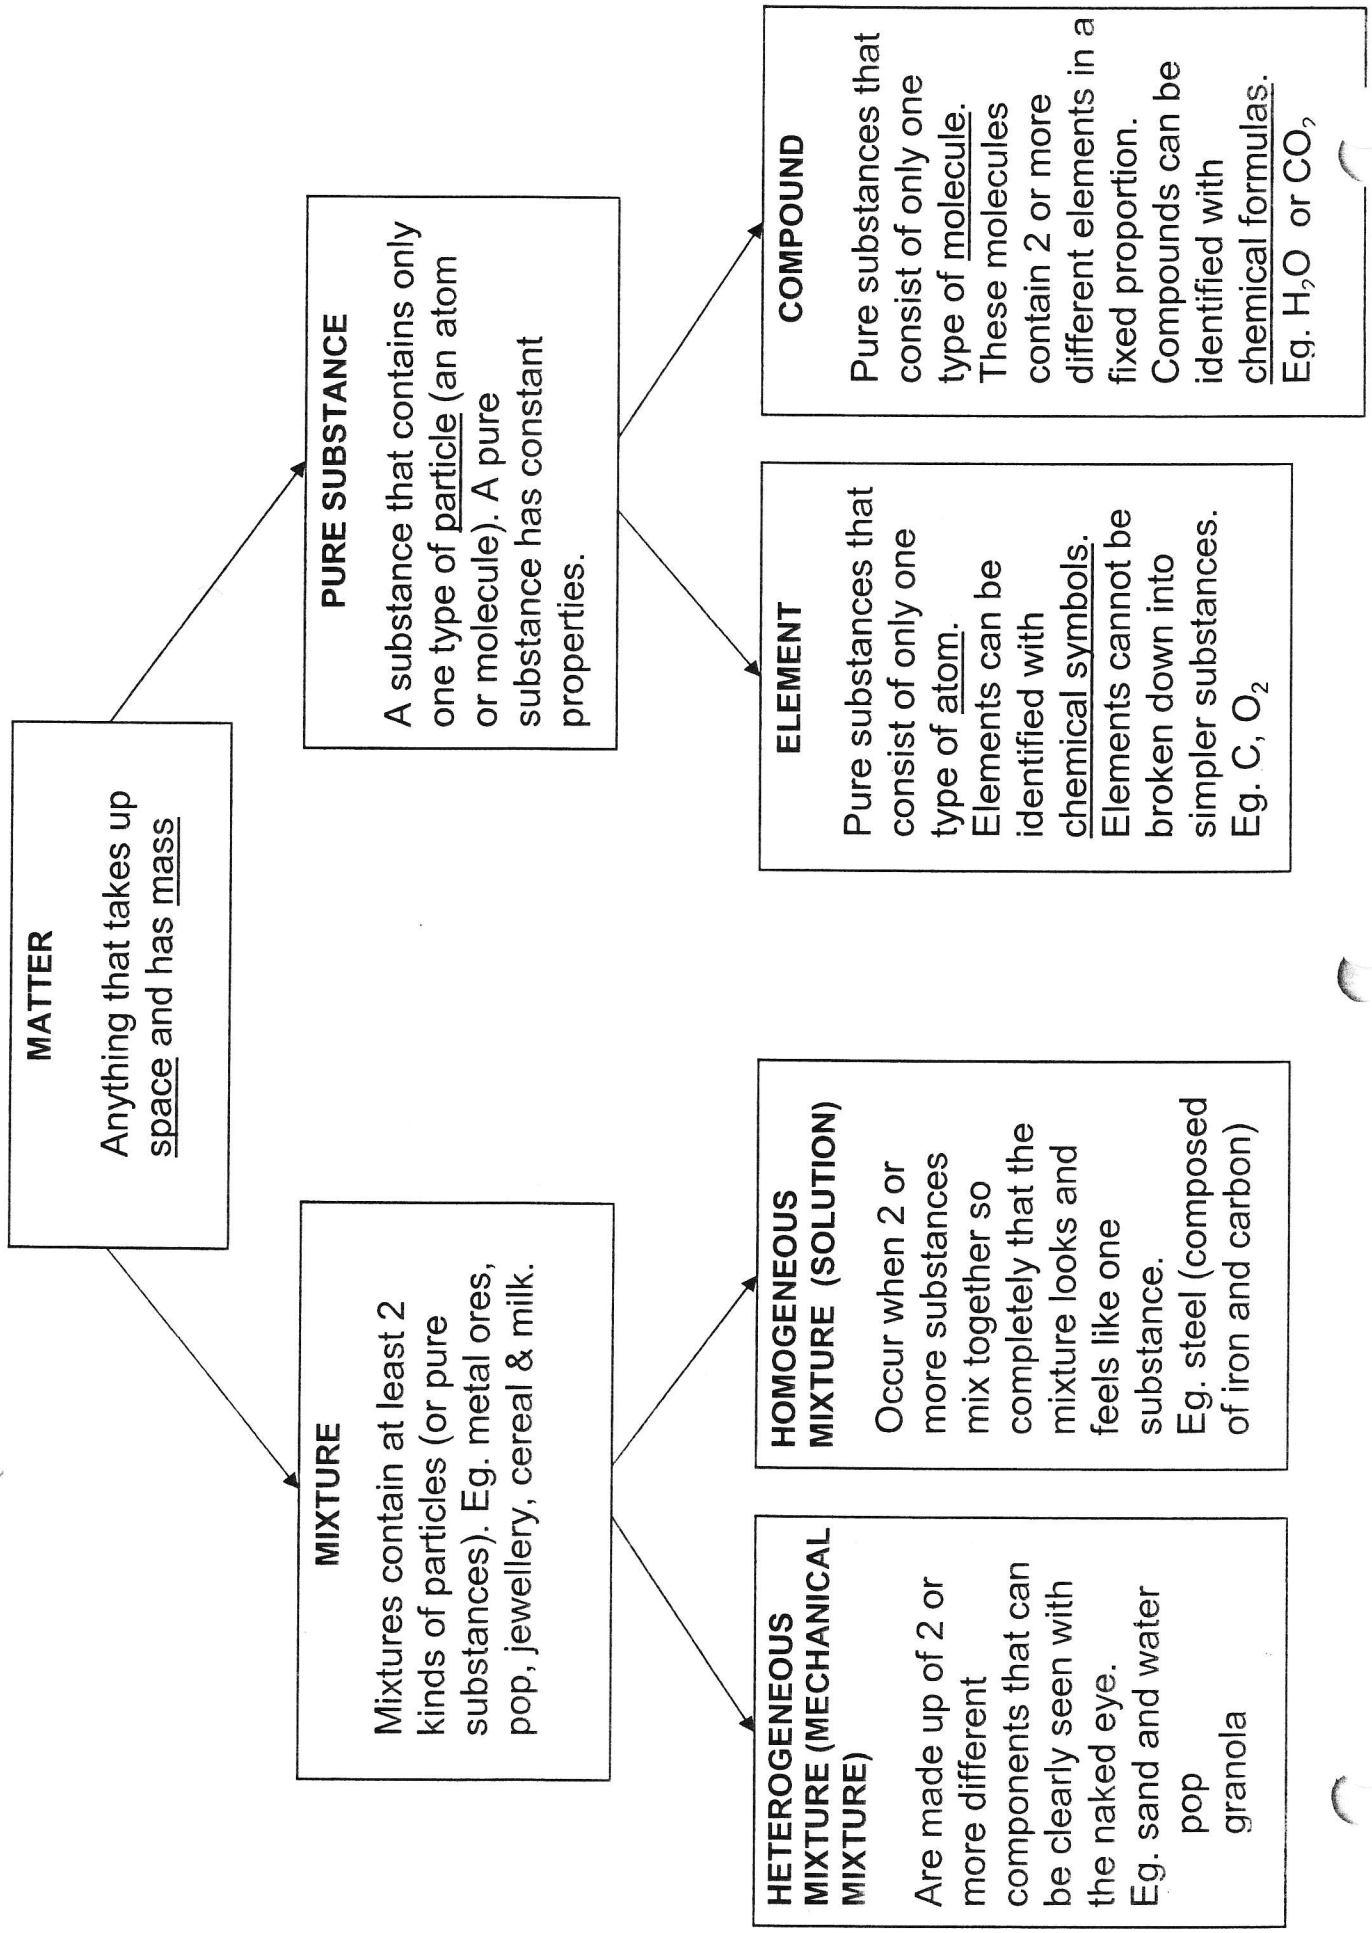 MATTER
Anything that takes up
space and has mass
MIXTURE
Mixtures contain at least 2
kinds of particles (or pure
substances). Eg. metal ores,
pop, jewellery, cereal & milk.
PURE SUBSTANCE
A substance that contains only
one type of particle (an atom
or molecule). A pure
substance has constant
properties.
HETEROGENEOUS
MIXTURE (MECHANICAL
MIXTURE)
Are made up of 2 or
more different
components that can
be clearly seen with
the naked eye.
Eg. sand and water
pop
granola
HOMOGENEOUS
MIXTURE (SOLUTION)
Occur when 2 or
more substances
mix together so
completely that the
mixture looks and
feels like one
substance.
Eg. steel (composed
of iron and carbon)
ELEMENT
Pure substances that
consist of only one
type of atom.
Elements can be
identified with
chemical symbols.
Elements cannot be
broken down into
simpler substances.
Eg. C, O₂
COMPOUND
Pure substances that
consist of only one
type of molecule.
These molecules
contain 2 or more
different elements in a
fixed proportion.
Compounds can be
identified with
chemical formulas.
Eg. H₂O or CO₂